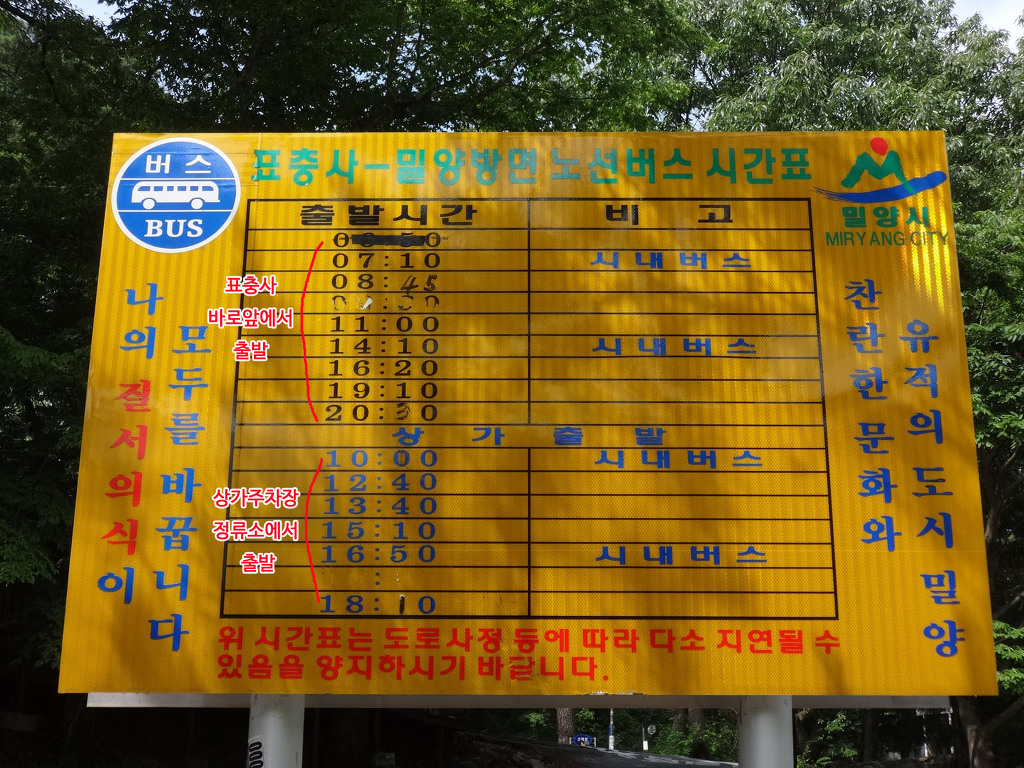 버스
BUS
표충사-밀양방면 노선버스 시간표
밀양시
MIRYANG CITY
출발시간 비고
07:10 시내버스
08:45
11:00
14:10 시내버스
16:20
19:10
20:30
상가출발
10:00 시내버스
12:40
13:40
15:10
16:50 시내버스
:
18:10
표충사
바로앞에서
출발
상가주차장
정류소에서
출발
나의 질서의식이
모두를 바꿉니다
찬란한 문화와
유적의 도시 밀양
위 시간표는 도로사정 등에 따라 다소 지연될 수
있음을 양지하시기 바랍니다.